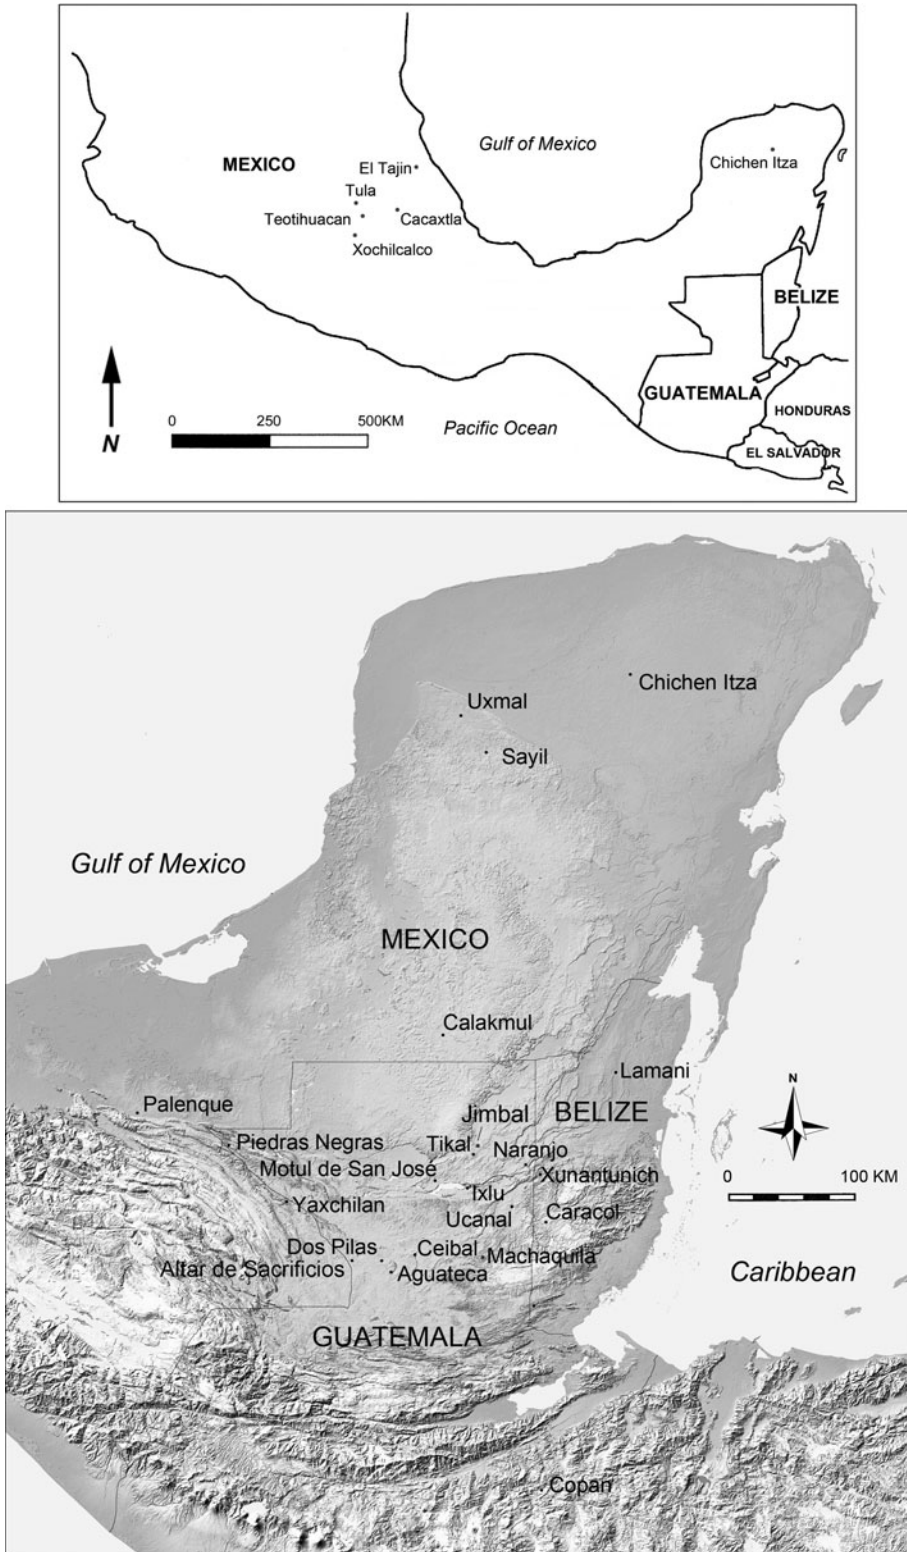 Gulf of Mexico
Chichen Itza
MEXICO
El Tajin
Tula
Teotihuacan
Cacaxtla
Xochilcalco
BELIZE
GUATEMALA
HONDURAS
EL SALVADOR
N
0 250 500KM
Pacific Ocean
Chichen Itza
Uxmal
Sayil
Gulf of Mexico
MEXICO
Calakmul
Lamani
Palenque
Jimbal
BELIZE
N
Piedras Negras
Tikal
Naranjo
Motul de San José
Xunantunich
0 100 KM
Yaxchilan
Ixlu
Ucanal
Caracol
Dos Pilas
Ceibal
Machaquila
Altar de Sacrificios
Aguateca
Caribbean
GUATEMALA
Copan